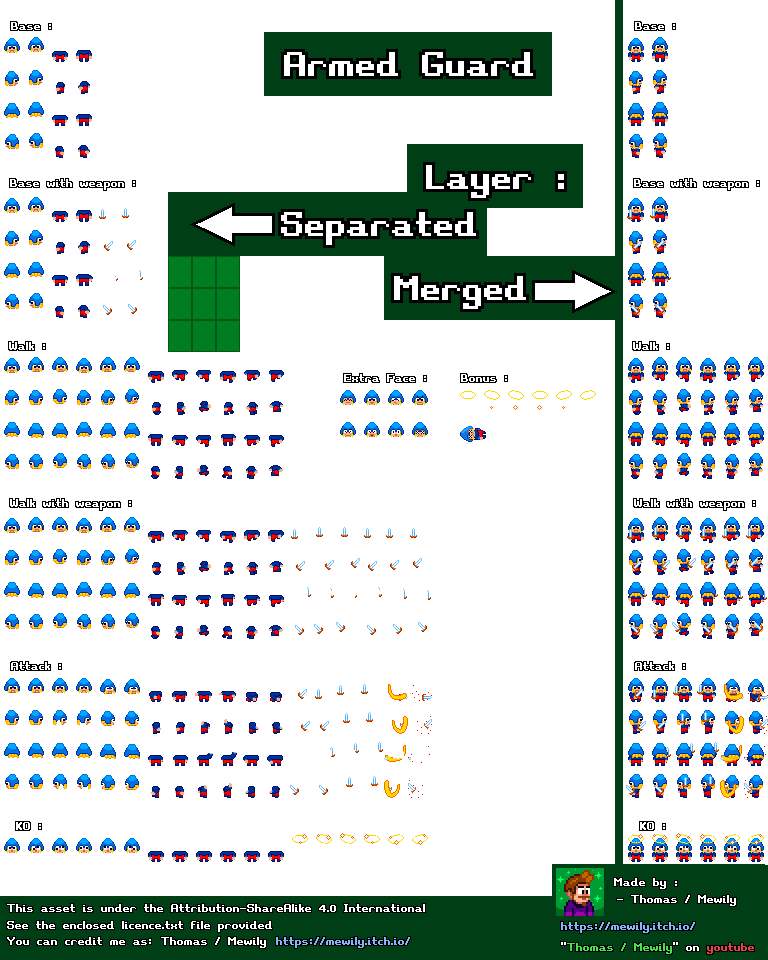 Base :
Armed Guard
Base :
Layer :
Base with weapon :
Separated
Base with weapon :
Merged
Walk :
Walk :
Extra Face :
Bonus :
Walk with weapon :
Walk with weapon :
Attack :
Attack :
KO :
KO :
Made by :
- Thomas / Mewily
https://mewily.itch.io/
"Thomas / Mewily" on youtube
This asset is under the Attribution-ShareAlike 4.0 International
See the enclosed licence.txt file provided
You can credit me as: Thomas / Mewily https://mewily.itch.io/